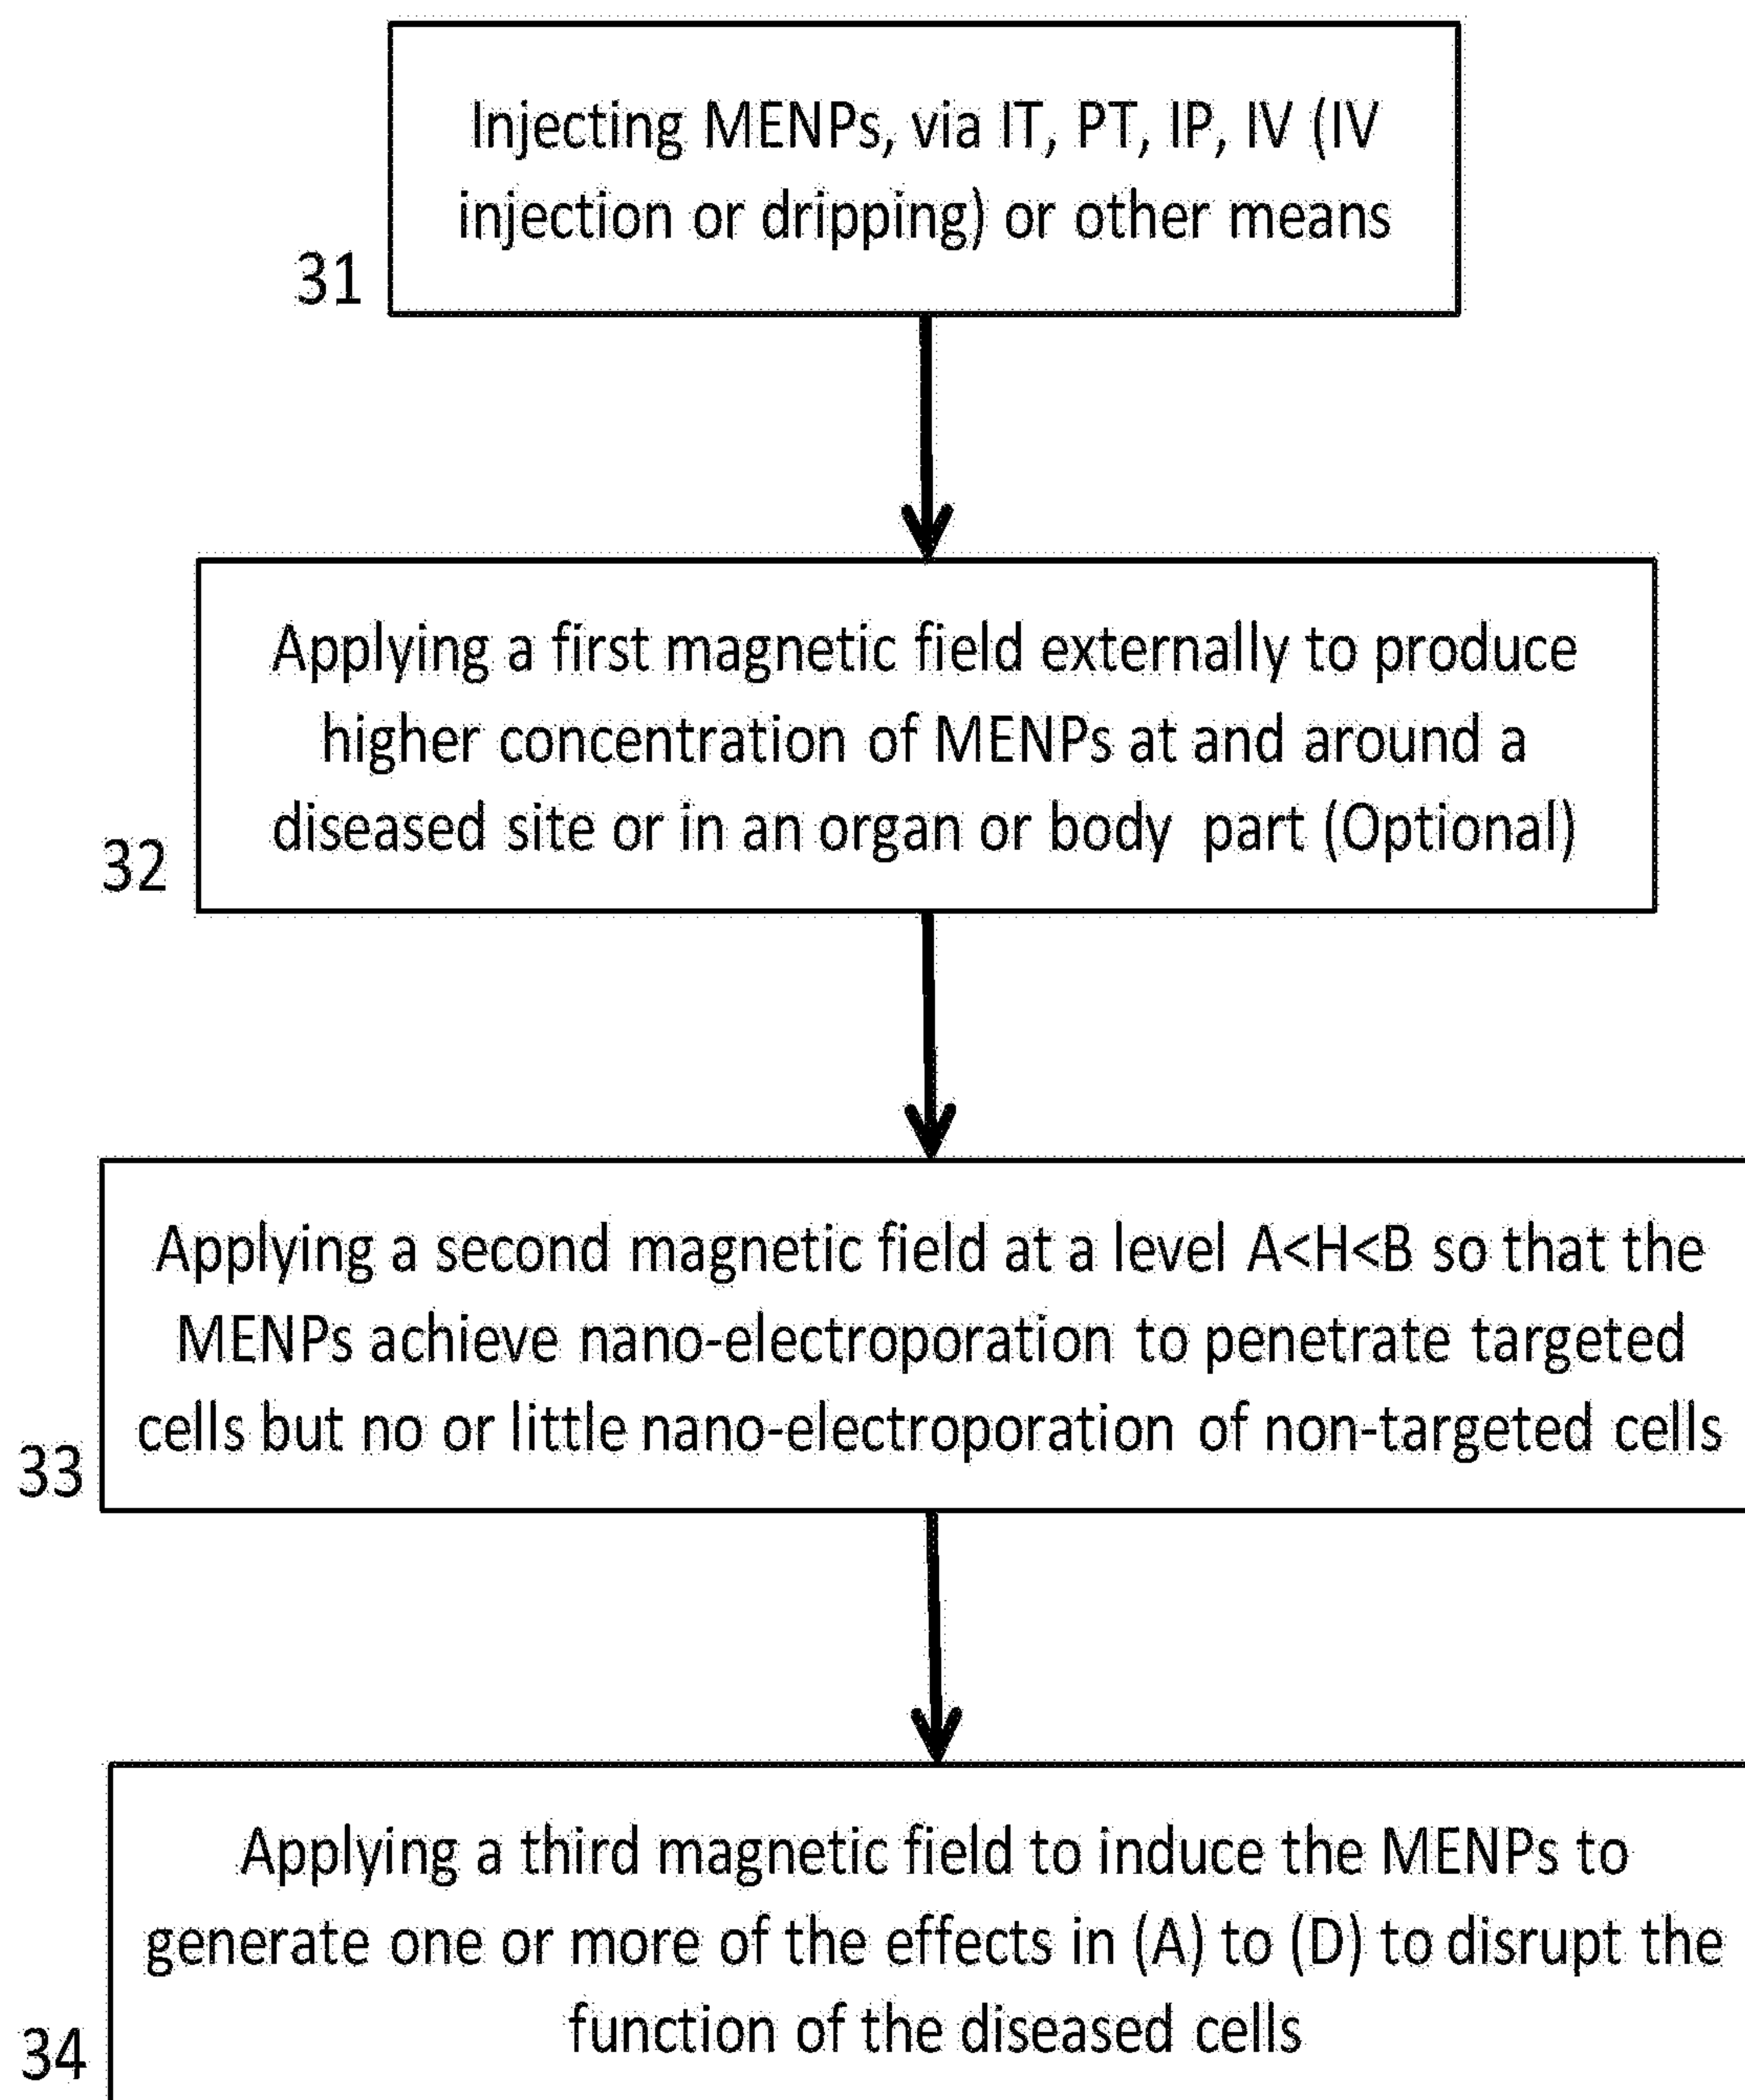 Injecting MENPs, via IT, PT, IP, IV (IV
injection or dripping) or other means
31
Applying a first magnetic field externally to produce
higher concentration of MENPs at and around a
diseased site or in an organ or body part (Optional)
32
Applying a second magnetic field at a level A<H<B so that the
MENPs achieve nano-electroporation to penetrate targeted
cells but no or little nano-electroporation of non-targeted cells
33
Applying a third magnetic field to induce the MENPs to
generate one or more of the effects in (A) to (D) to disrupt the
function of the diseased cells
34